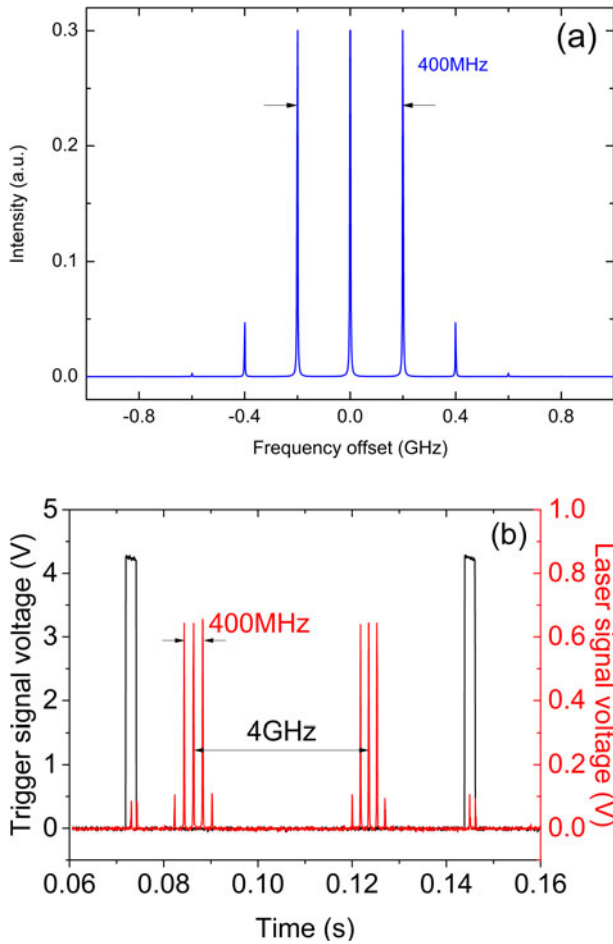 (a)
400MHz
0.3
0.2
0.1
0.0
Intensity (a.u.)
-0.8 -0.4 0.0 0.4 0.8
Frequency offset (GHz)
(b)
5
4
3
2
1
0
Trigger signal voltage (V)
1.0
0.8
0.6
0.4
0.2
0.0
Laser signal voltage (V)
400MHz
4GHz
0.06 0.08 0.10 0.12 0.14 0.16
Time (s)